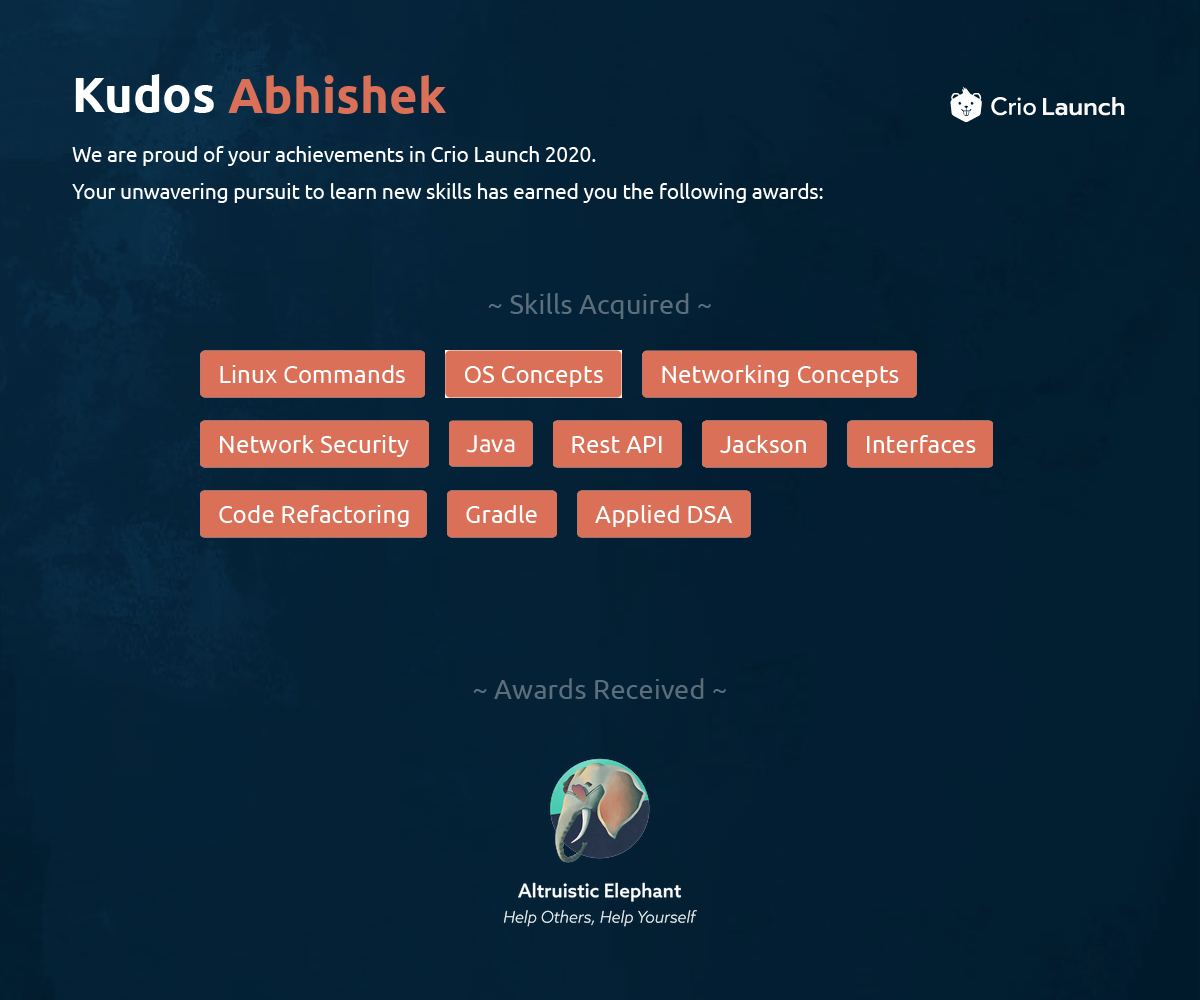 Kudos Abhishek
Crio Launch
We are proud of your achievements in Crio Launch 2020.
Your unwavering pursuit to learn new skills has earned you the following awards:
~ Skills Acquired ~
Linux Commands OS Concepts Networking Concepts
Network Security Java Rest API Jackson Interfaces
Code Refactoring Gradle Applied DSA
~ Awards Received ~
Altruistic Elephant
Help Others, Help Yourself